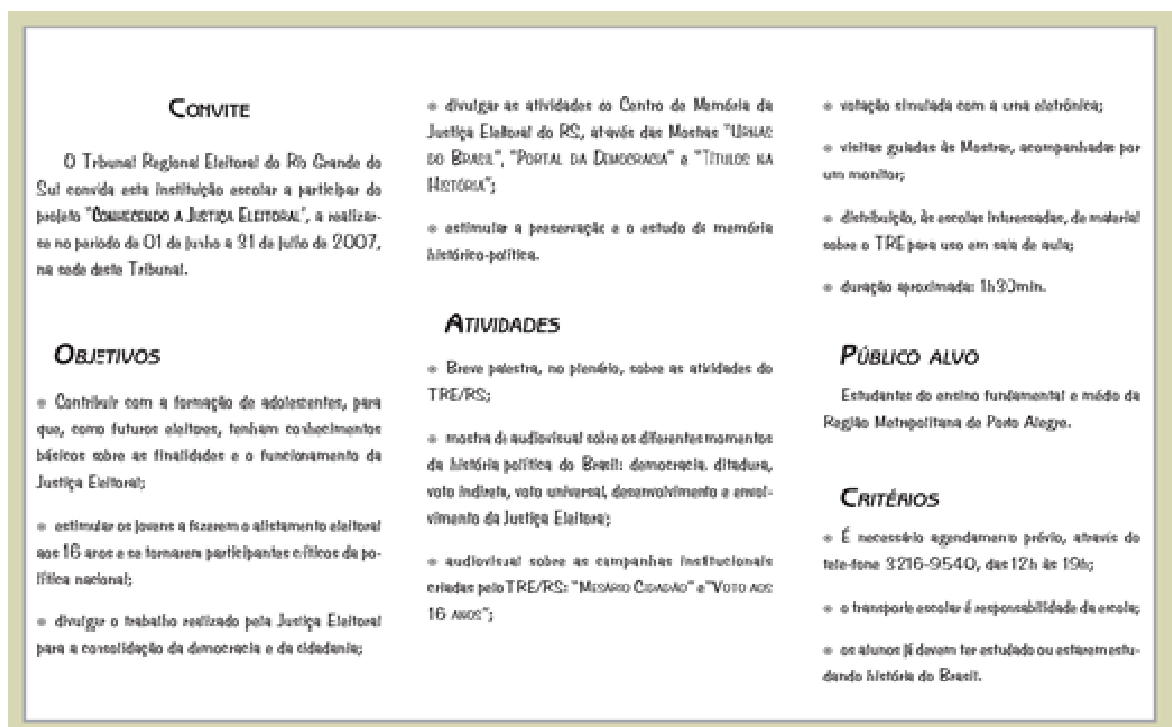 CONVITE
O Tribunal Regional Eleitoral do Rio Grande do
Sul convida esta instituição escolar a participar do
projeto "CONHECENDO A JUSTIÇA ELEITORAL", a realizar-
se no período de 01 de Junho a 31 de Julho de 2007,
na sede deste Tribunal.
OBJETIVOS
• Contribuir com a formação de adolescentes, para
que, como futuros eleitores, tenham conhecimentos
básicos sobre as finalidades e o funcionamento da
Justiça Eleitoral;
• estimular os jovens a fazerem o alistamento eleitoral
aos 16 anos e se tornarem participantes críticos da po-
lítica nacional;
• divulgar o trabalho realizado pela Justiça Eleitoral
para a consolidação da democracia e da cidadania;
• divulgar as atividades do Centro de Memória da
Justiça Eleitoral do RS, através das Mostras "URNAS
DO BRASIL", "PORTAL DA DEMOCRACIA" e "TÍTULOS NA
HISTÓRIA";
• estimular a preservação e o estudo da memória
histórico-política.
ATIVIDADES
• Breve palestra, no plenário, sobre as atividades do
TRE/RS;
• mostra de audiovisual sobre os diferentes momentos
da história política do Brasil: democracia, ditadura,
voto indireto, voto universal, desenvolvimento e envol-
vimento da Justiça Eleitoral;
• audiovisual sobre as campanhas institucionais
criadas pelo TRE/RS: "MESÁRIO CIDADÃO" e "VOTO AOS
16 ANOS";
• votação simulada com a urna eletrônica;
• visitas guiadas às Mostras, acompanhadas por
um monitor;
• distribuição, às escolas interessadas, de material
sobre o TRE para uso em sala de aula;
• duração aproximada: 1h30min.
PÚBLICO ALVO
Estudantes do ensino fundamental e médio da
Região Metropolitana de Porto Alegre.
CRITÉRIOS
• É necessário agendamento prévio, através do
tele-fone 3216-9540, das 12h às 19h;
• o transporte escolar é responsabilidade da escola;
• os alunos já devem ter estudado ou estarem estu-
dando história do Brasil.